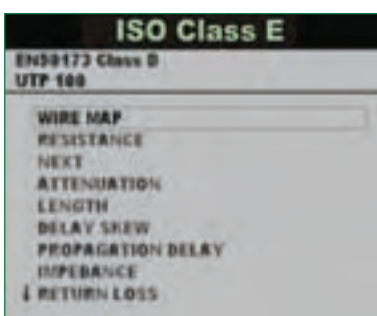 ISO Class E
EN50173 Class D
UTP 100
WIRE MAP
RESISTANCE
NEXT
ATTENUATION
LENGTH
DELAY SKEW
PROPAGATION DELAY
IMPEDANCE
↓ RETURN LOSS